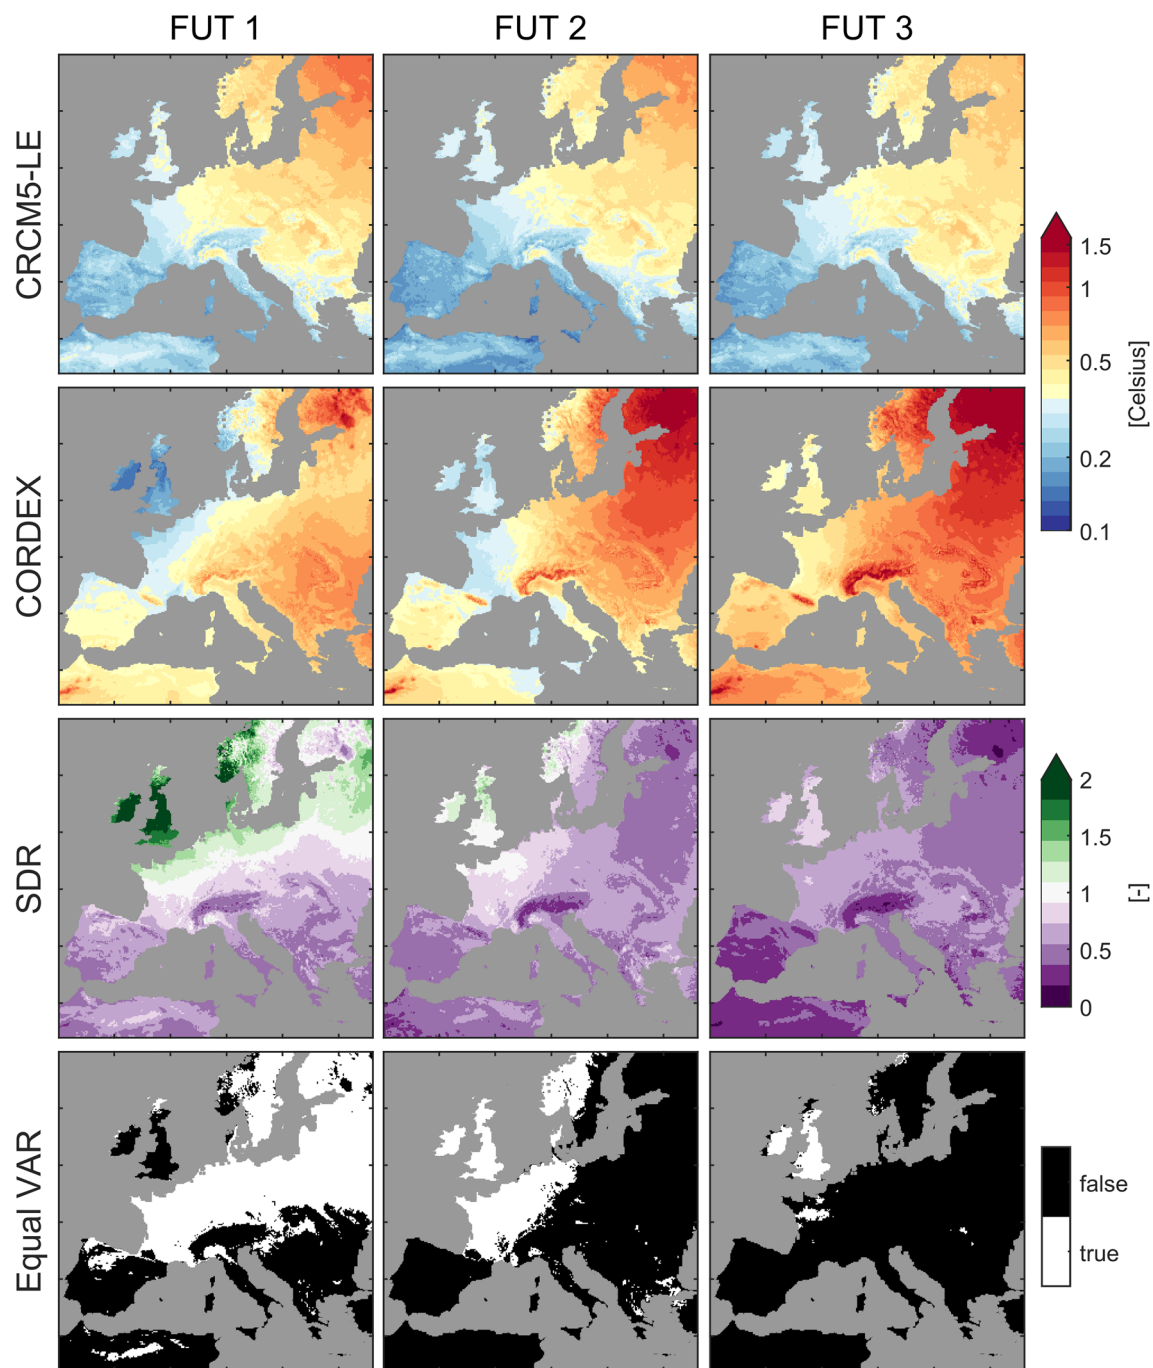 FUT 1 FUT 2 FUT 3
CRCM5-LE
1.5
1
0.5
0.2
0.1
[Celsius]
CORDEX
SDR
2
1.5
1
0.5
0
[-]
Equal VAR
false
true